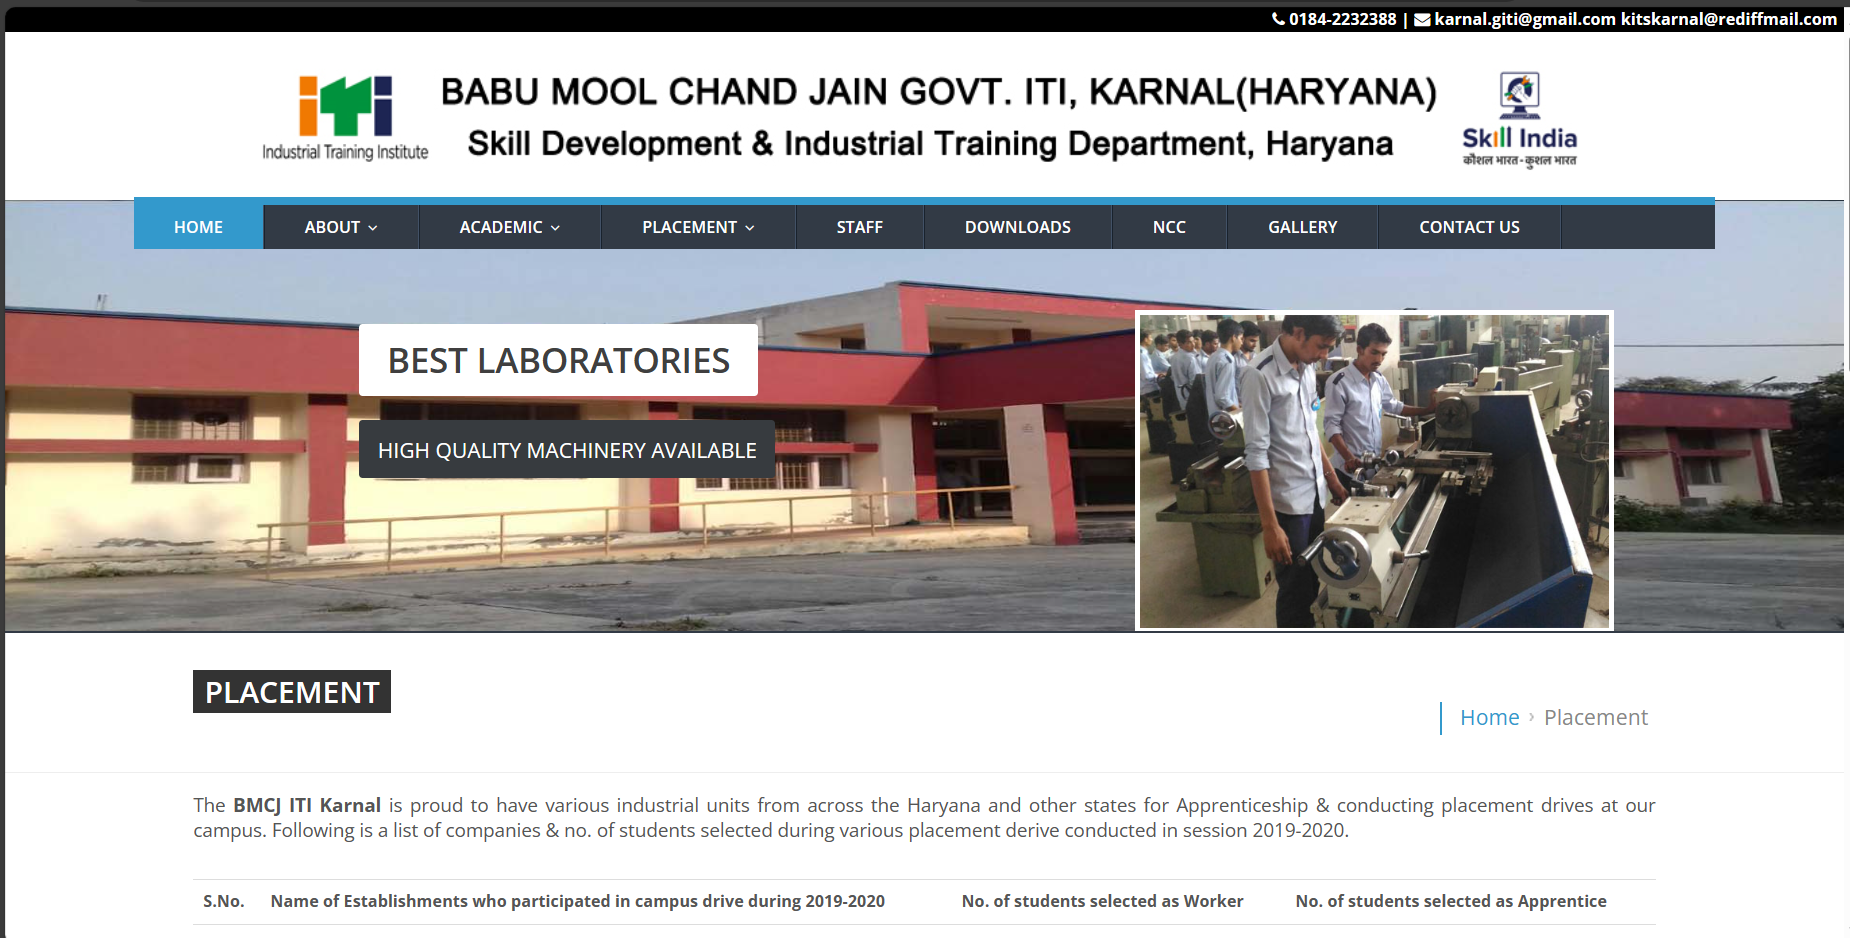 0184-2232388 | karnal.giti@gmail.com kitskarnal@rediffmail.com
Industrial Training Institute
BABU MOOL CHAND JAIN GOVT. ITI, KARNAL(HARYANA)
Skill Development & Industrial Training Department, Haryana
Skill India
कौशल भारत - कुशल भारत
HOME ABOUT ACADEMIC PLACEMENT STAFF DOWNLOADS NCC GALLERY CONTACT US
BEST LABORATORIES
HIGH QUALITY MACHINERY AVAILABLE
PLACEMENT
Home › Placement
The BMCJ ITI Karnal is proud to have various industrial units from across the Haryana and other states for Apprenticeship & conducting placement drives at our
campus. Following is a list of companies & no. of students selected during various placement derive conducted in session 2019-2020.
S.No. Name of Establishments who participated in campus drive during 2019-2020 No. of students selected as Worker No. of students selected as Apprentice